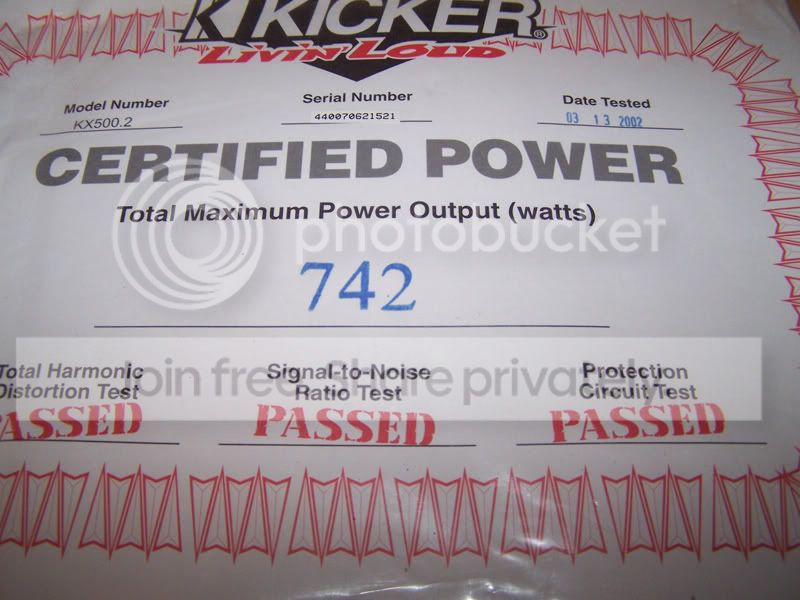 KICKER
LIVIN' LOUD
Model Number
KX500.2
Serial Number
440070621521
Date Tested
03 13 2002
CERTIFIED POWER
Total Maximum Power Output (watts)
photobucket
742
Join free. Share privately.
Total Harmonic
Distortion Test
PASSED
Signal-to-Noise
Ratio Test
PASSED
Protection
Circuit Test
PASSED